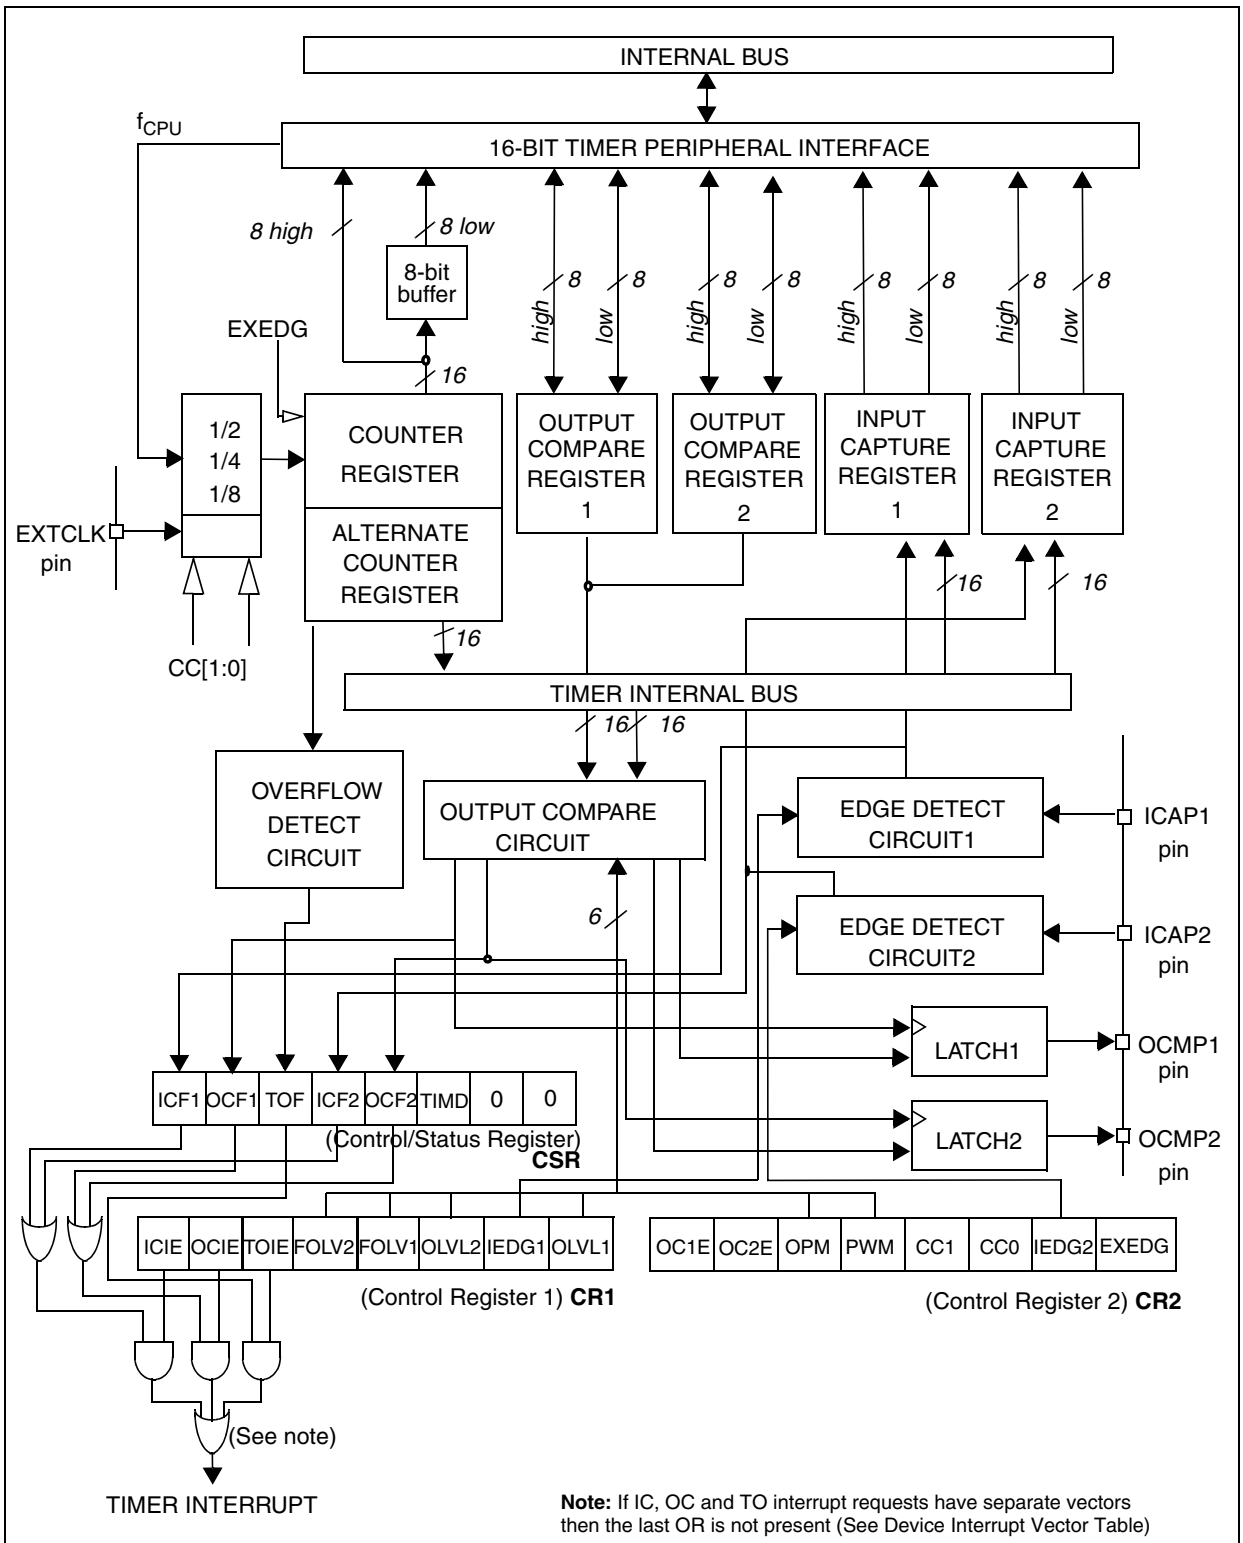 INTERNAL BUS
fCPU
16-BIT TIMER PERIPHERAL INTERFACE
8 high
8 low
8-bit
buffer
high
8
low
8
high
8
low
8
high
8
low
8
high
8
low
8
EXEDG
16
1/2
1/4
1/8
COUNTER
REGISTER
ALTERNATE
COUNTER
REGISTER
OUTPUT
COMPARE
REGISTER
1
OUTPUT
COMPARE
REGISTER
2
INPUT
CAPTURE
REGISTER
1
INPUT
CAPTURE
REGISTER
2
EXTCLK
pin
CC[1:0]
16
16
16
TIMER INTERNAL BUS
16
16
OVERFLOW
DETECT
CIRCUIT
OUTPUT COMPARE
CIRCUIT
EDGE DETECT
CIRCUIT1
ICAP1
pin
6
EDGE DETECT
CIRCUIT2
ICAP2
pin
LATCH1
OCMP1
pin
LATCH2
OCMP2
pin
ICF1 OCF1 TOF ICF2 OCF2 TIMD 0 0
(Control/Status Register)
CSR
ICIE OCIE TOIE FOLV2 FOLV1 OLVL2 IEDG1 OLVL1
(Control Register 1) CR1
OC1E OC2E OPM PWM CC1 CC0 IEDG2 EXEDG
(Control Register 2) CR2
(See note)
TIMER INTERRUPT
Note: If IC, OC and TO interrupt requests have separate vectors
then the last OR is not present (See Device Interrupt Vector Table)